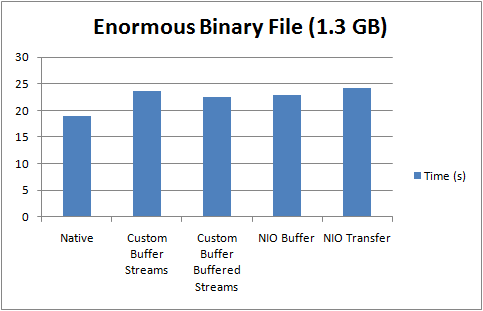 Enormous Binary File (1.3 GB)
30
25
20
15
10
5
0
Native
Custom
Buffer
Streams
Custom
Buffer
Buffered
Streams
NIO Buffer
NIO Transfer
Time (s)